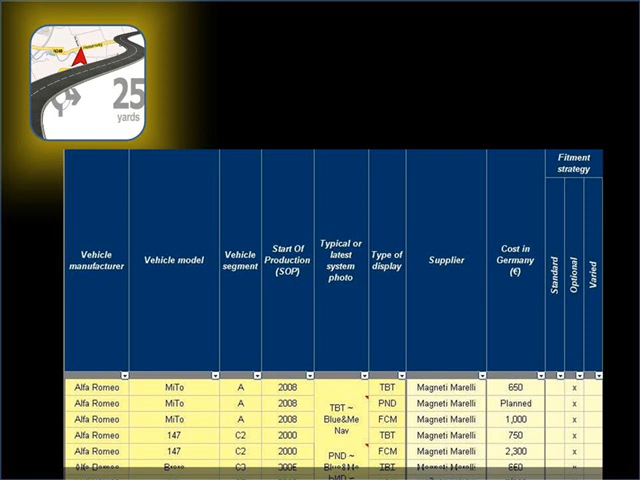 25
yards
Fitment
strategy
Vehicle
manufacturer
Vehicle model
Vehicle
segment
Start Of
Production
(SOP)
Typical or
latest
system
photo
Type of
display
Supplier
Cost in
Germany
(€)
Standard
Optional
Varied
Alfa Romeo MiTo A 2008 TBT Magneti Marelli 650 x
Alfa Romeo MiTo A 2008 PND Magneti Marelli Planned x
TBT ~
Blue&Me
Nav
Alfa Romeo MiTo A 2008 FCM Magneti Marelli 1,000 x
Alfa Romeo 147 C2 2000 TBT Magneti Marelli 750 x
Alfa Romeo 147 C2 2000 FCM Magneti Marelli 2,300 x
PND ~